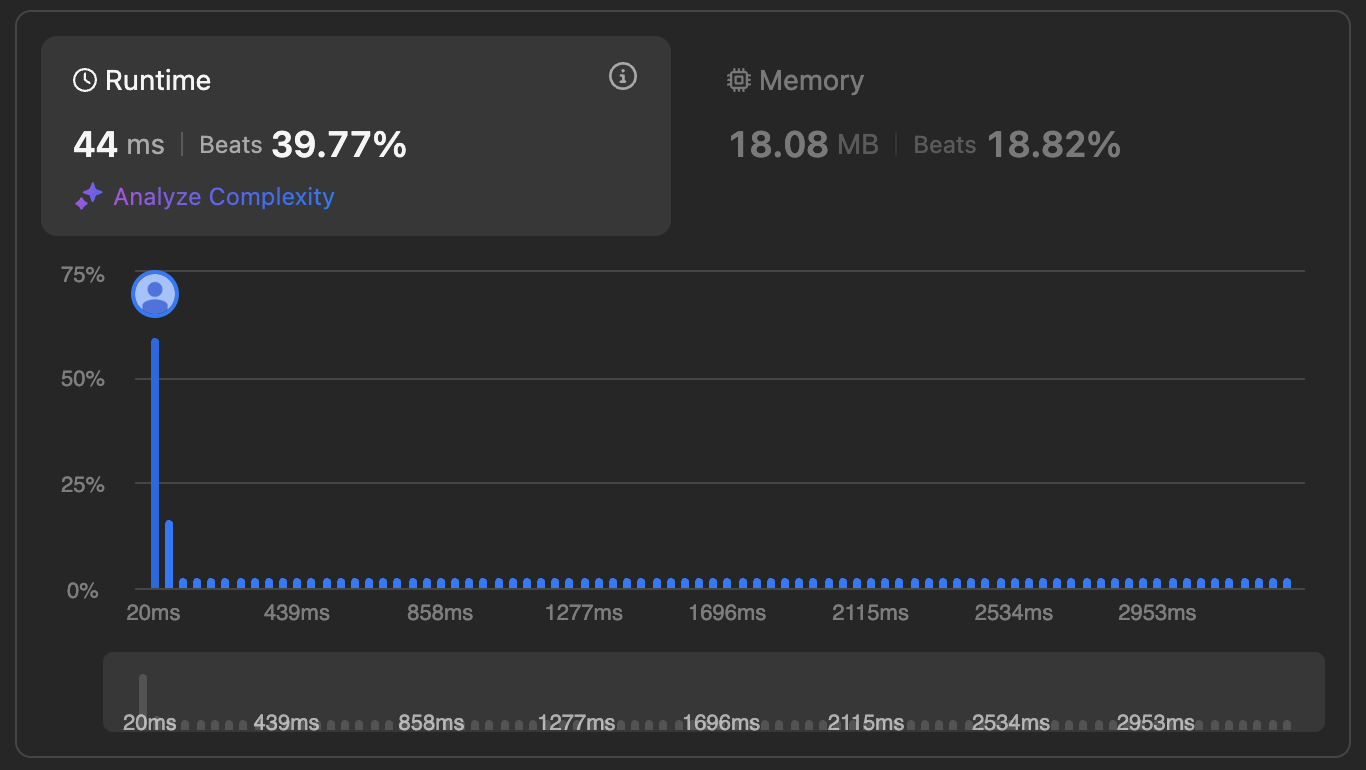 Runtime
44 ms | Beats 39.77%
Analyze Complexity
Memory
18.08 MB | Beats 18.82%
75%
50%
25%
0%
20ms 439ms 858ms 1277ms 1696ms 2115ms 2534ms 2953ms
20ms 439ms 858ms 1277ms 1696ms 2115ms 2534ms 2953ms